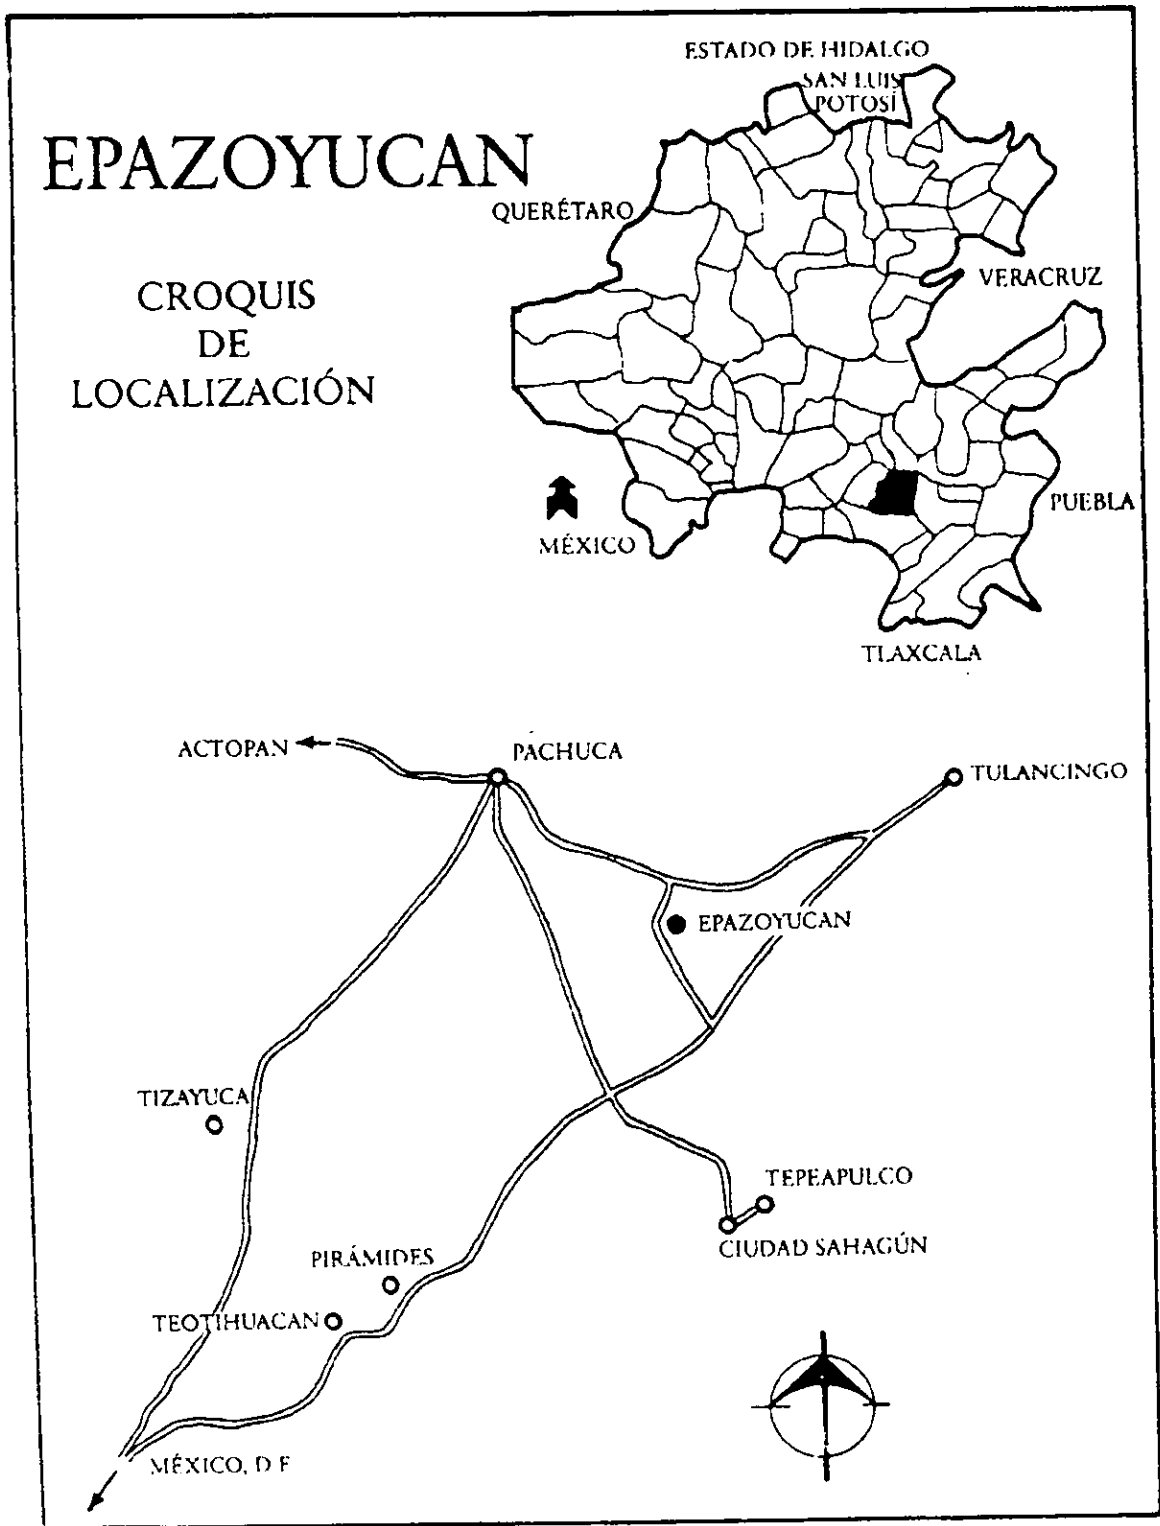 ESTADO DE HIDALGO
SAN LUIS
POTOSÍ
EPAZOYUCAN
QUERÉTARO
CROQUIS
DE
LOCALIZACIÓN
VERACRUZ
PUEBLA
MÉXICO
TLAXCALA
ACTOPAN
PACHUCA
TULANCINGO
EPAZOYUCAN
TIZAYUCA
TEPEAPULCO
CIUDAD SAHAGÚN
PIRÁMIDES
TEOTIHUACAN
MÉXICO, D F